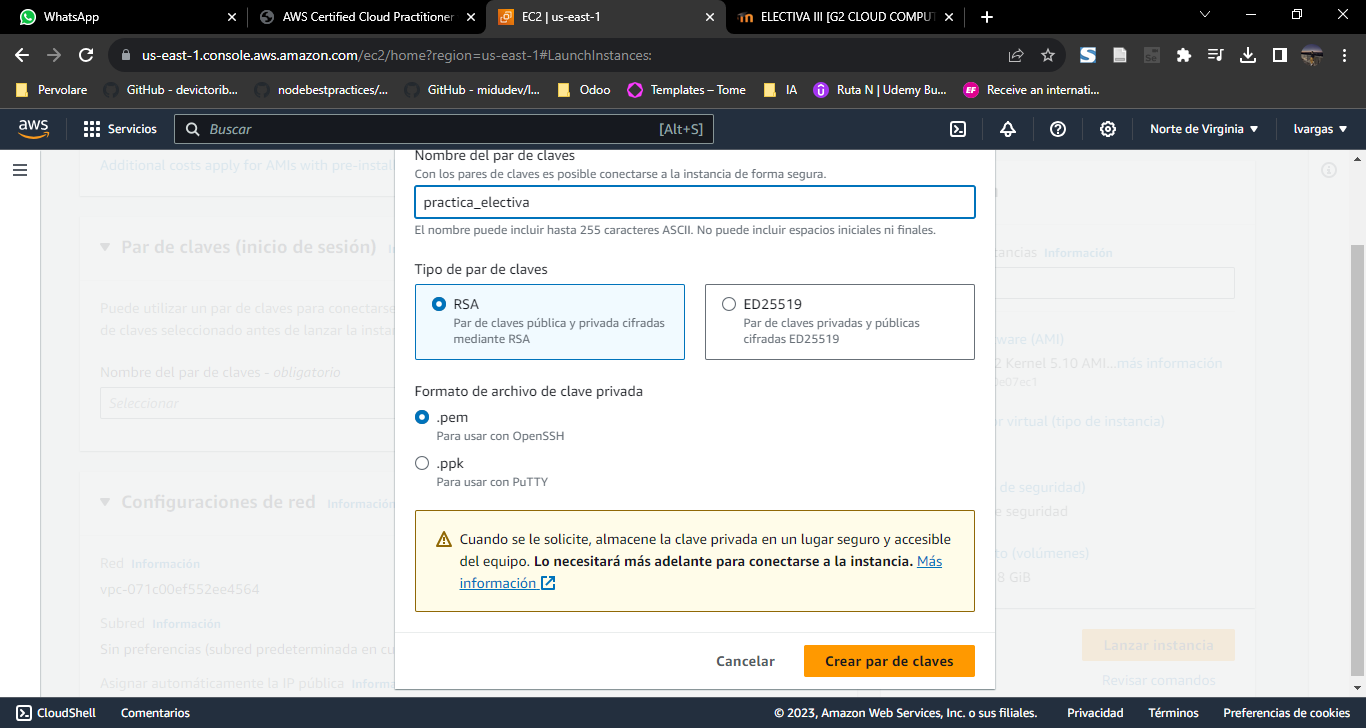 WhatsApp
AWS Certified Cloud Practitioner
EC2 | us-east-1
ELECTIVA III [G2 CLOUD COMPUT
us-east-1.console.aws.amazon.com/ec2/home?region=us-east-1#LaunchInstances:
Pervolare
GitHub - devictorib...
nodebestpractices/...
GitHub - midudev/l...
Odoo
Templates – Tome
IA
Ruta N | Udemy Bu...
Receive an internati...
aws
Servicios
Buscar
[Alt+S]
Norte de Virginia
lvargas
Additional costs apply for AMIs with pre-install
Nombre del par de claves
Con los pares de claves es posible conectarse a la instancia de forma segura.
practica_electiva
El nombre puede incluir hasta 255 caracteres ASCII. No puede incluir espacios iniciales ni finales.
Par de claves (inicio de sesión)
tancias Información
Tipo de par de claves
RSA
Par de claves pública y privada cifradas
mediante RSA
ED25519
Par de claves privadas y públicas
cifradas ED25519
Puede utilizar un par de claves para conectarse
de claves seleccionado antes de lanzar la insta
Nombre del par de claves - obligatorio
Seleccionar
ware (AMI)
2 Kernel 5.10 AMI...más información
e07ec1
r virtual (tipo de instancia)
Formato de archivo de clave privada
.pem
Para usar con OpenSSH
.ppk
Para usar con PuTTY
Configuraciones de red Información
de seguridad)
e seguridad
Cuando se le solicite, almacene la clave privada en un lugar seguro y accesible
del equipo. Lo necesitará más adelante para conectarse a la instancia. Más
información
Red Información
vpc-071c00ef552ee4564
Subred Información
Sin preferencias (subred predeterminada en cu
Asignar automáticamente la IP pública Informa
to (volúmenes)
8 GiB
Cancelar
Crear par de claves
Lanzar instancia
Revisar comandos
CloudShell
Comentarios
© 2023, Amazon Web Services, Inc. o sus filiales.
Privacidad
Términos
Preferencias de cookies